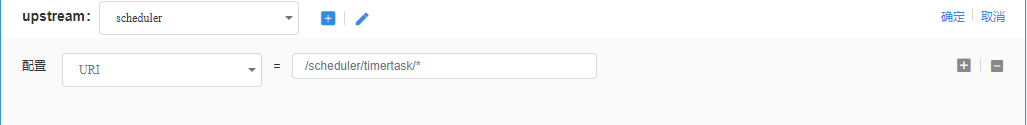 upstream： scheduler 确定 取消
配置 URI = /scheduler/timertask/*